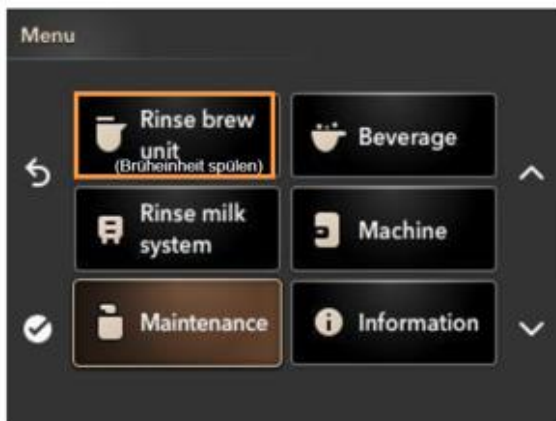 Menu
Rinse brew
unit
(Brüheinheit spülen)
Beverage
Rinse milk
system
Machine
Maintenance
Information